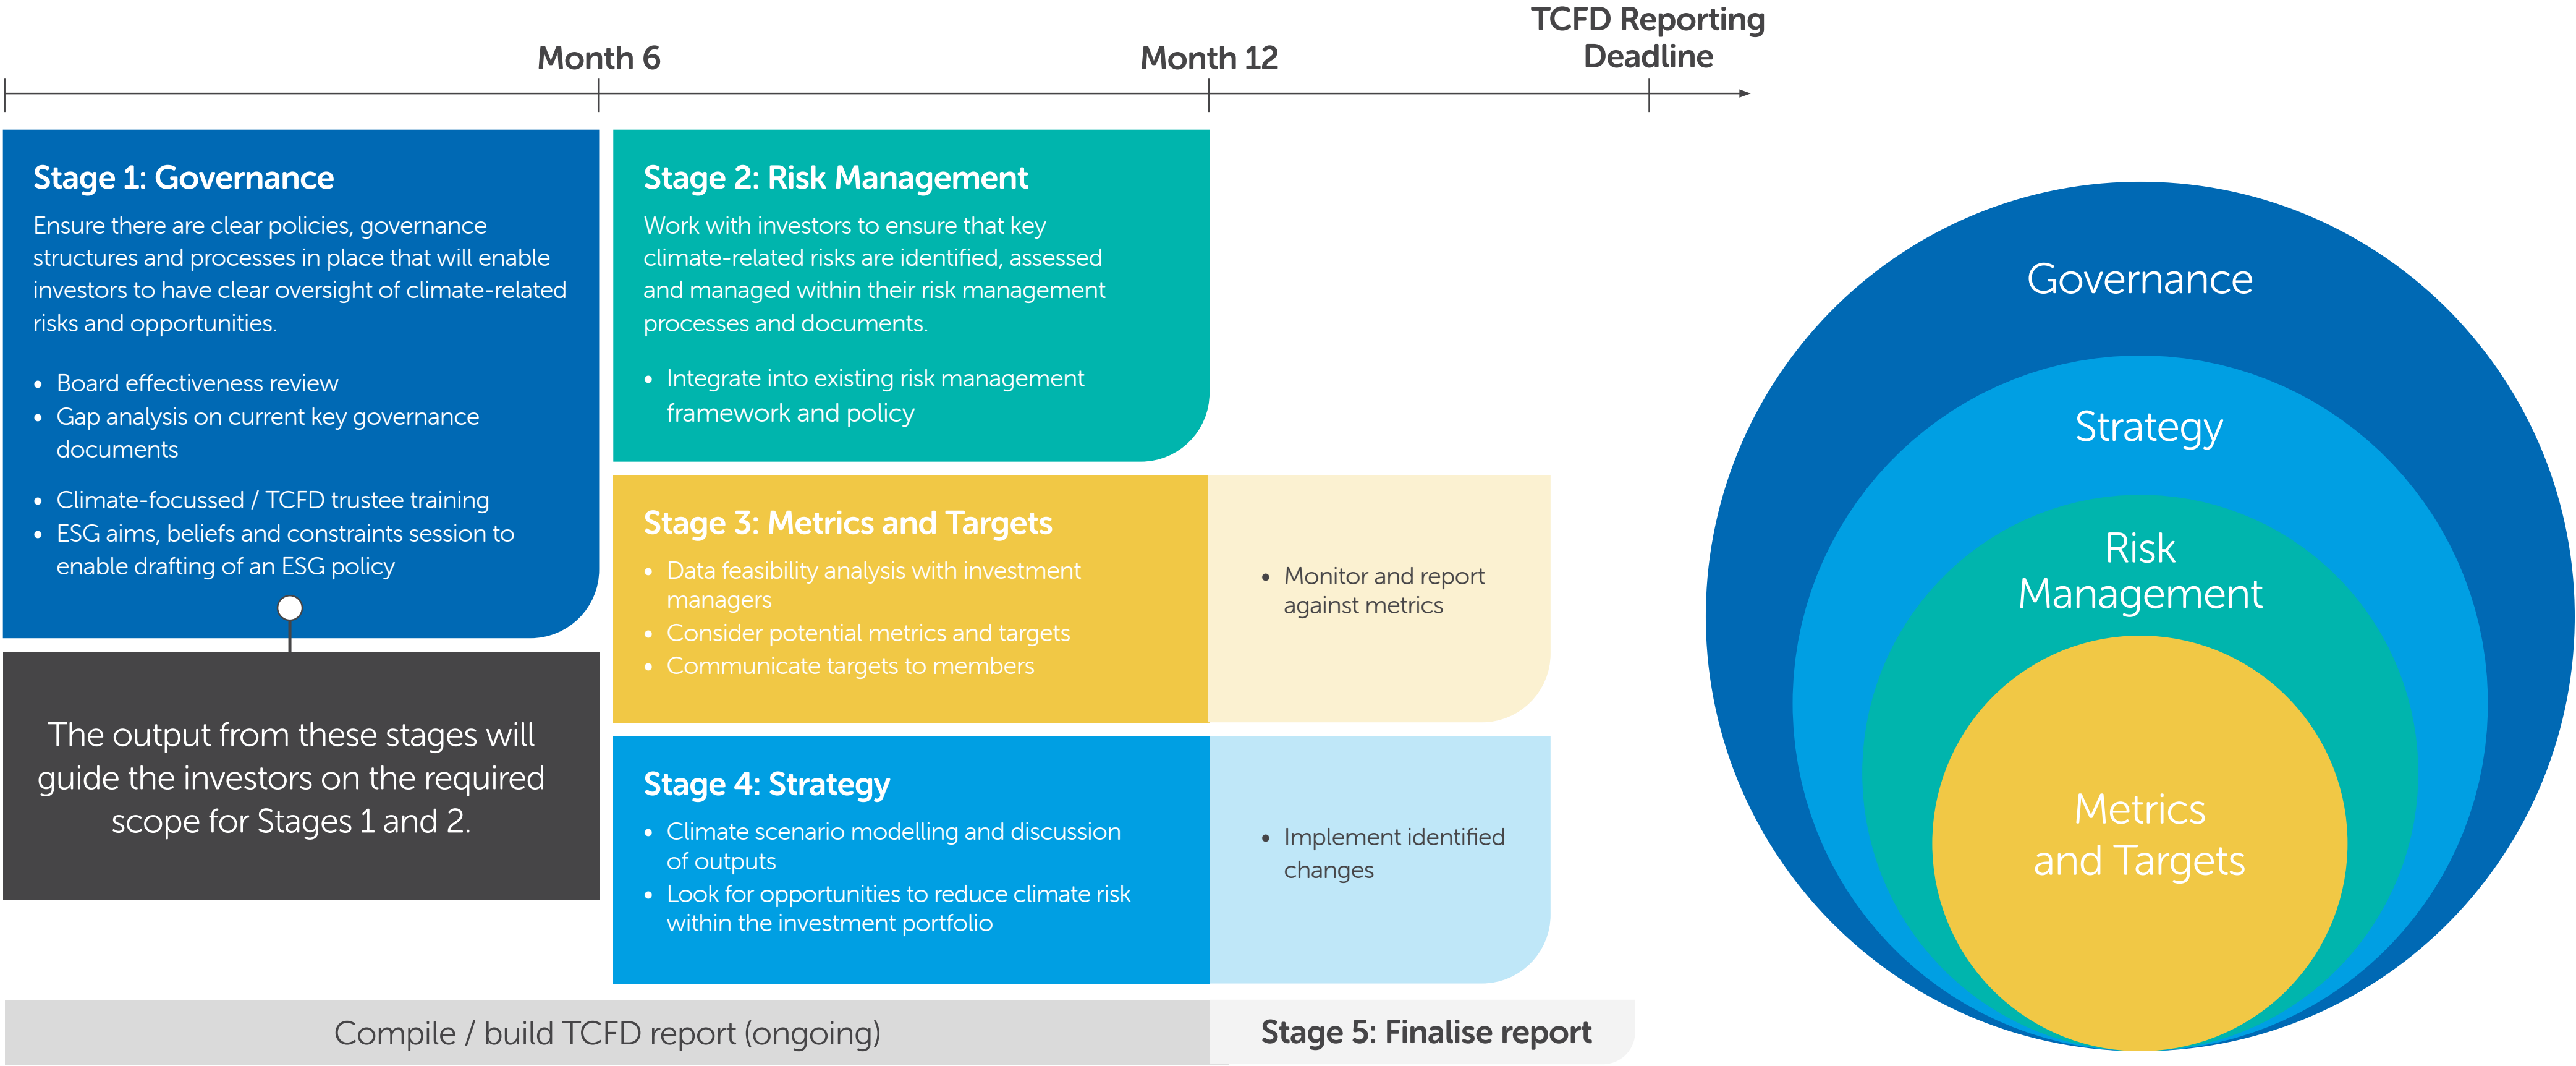 Month 6
Month 12
TCFD Reporting
Deadline
Stage 1: Governance
Ensure there are clear policies, governance
structures and processes in place that will enable
investors to have clear oversight of climate-related
risks and opportunities.
• Board effectiveness review
• Gap analysis on current key governance
documents
• Climate-focussed / TCFD trustee training
• ESG aims, beliefs and constraints session to
enable drafting of an ESG policy
The output from these stages will
guide the investors on the required
scope for Stages 1 and 2.
Stage 2: Risk Management
Work with investors to ensure that key
climate-related risks are identified, assessed
and managed within their risk management
processes and documents.
• Integrate into existing risk management
framework and policy
Stage 3: Metrics and Targets
• Data feasibility analysis with investment
managers
• Consider potential metrics and targets
• Communicate targets to members
• Monitor and report
against metrics
Stage 4: Strategy
• Climate scenario modelling and discussion
of outputs
• Look for opportunities to reduce climate risk
within the investment portfolio
• Implement identified
changes
Compile / build TCFD report (ongoing)
Stage 5: Finalise report
Governance
Strategy
Risk
Management
Metrics
and Targets